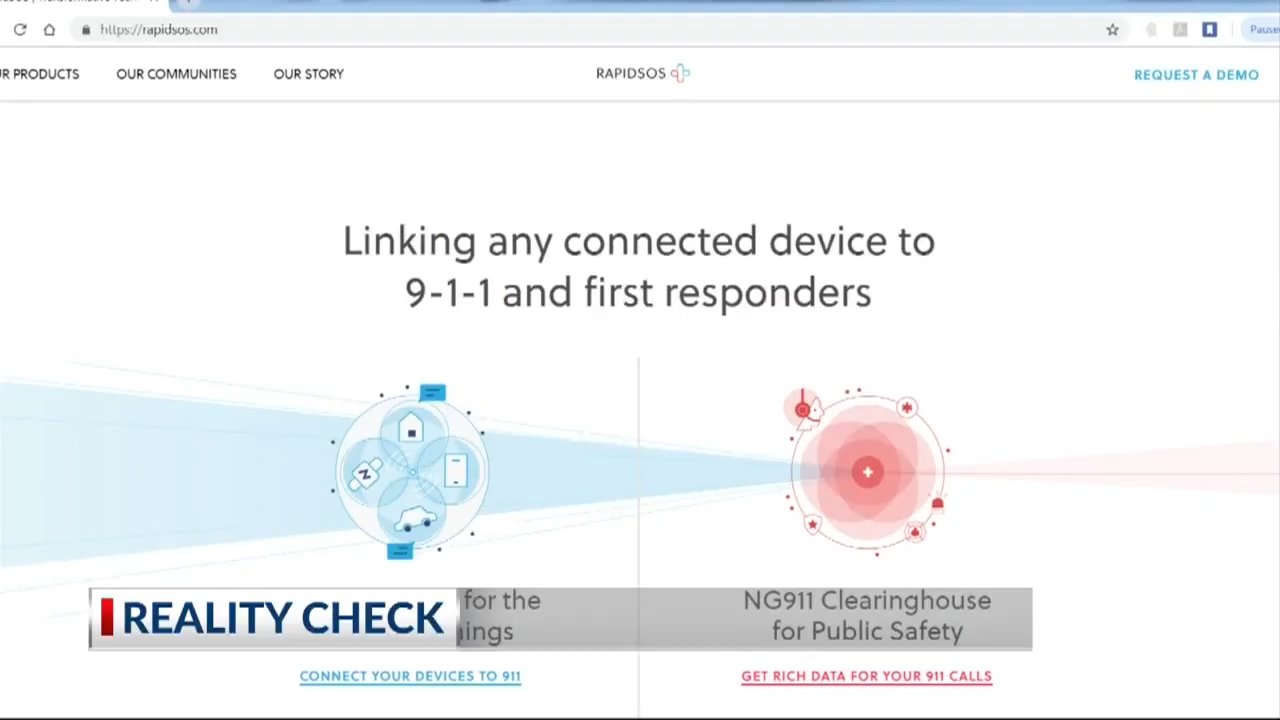 https://rapidsos.com
Pause
R PRODUCTS OUR COMMUNITIES OUR STORY RAPIDSOS REQUEST A DEMO
Linking any connected device to
9-1-1 and first responders
REALITY CHECK
for the
ings
NG911 Clearinghouse
for Public Safety
CONNECT YOUR DEVICES TO 911
GET RICH DATA FOR YOUR 911 CALLS